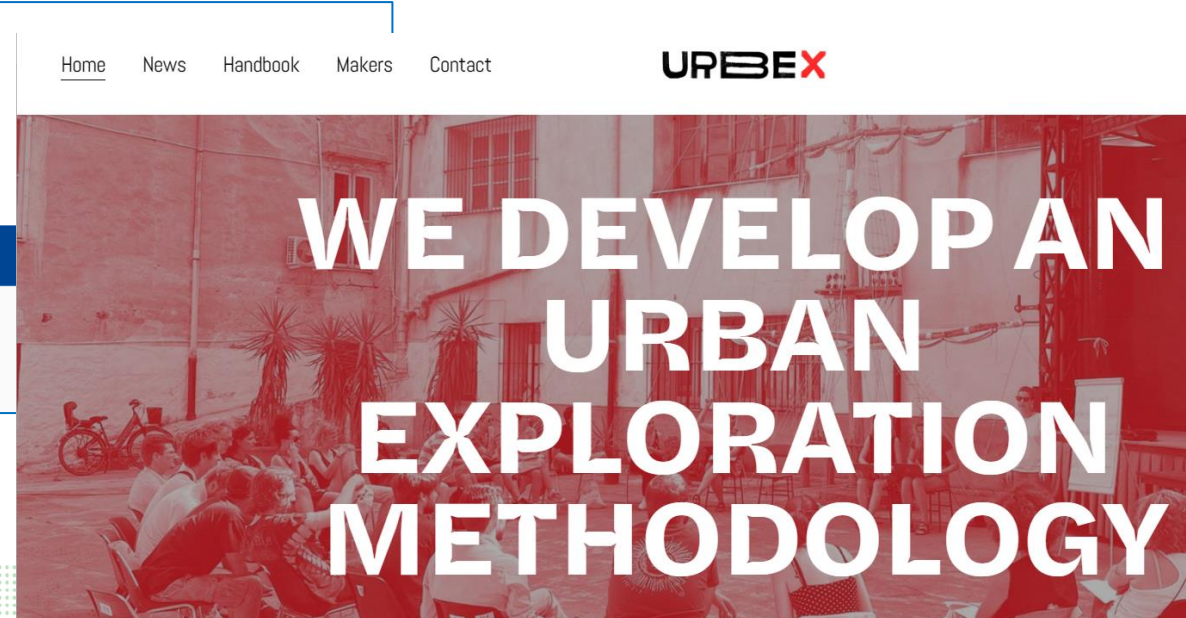 Home News Handbook Makers Contact
URBEX
WE DEVELOP AN
URBAN
EXPLORATION
METHODOLOGY